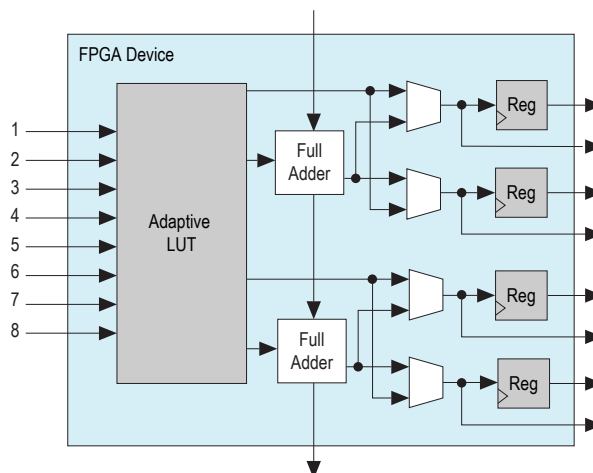 FPGA Device
1
2
3
4
5
6
7
8
Adaptive
LUT
Full
Adder
Full
Adder
Reg
Reg
Reg
Reg